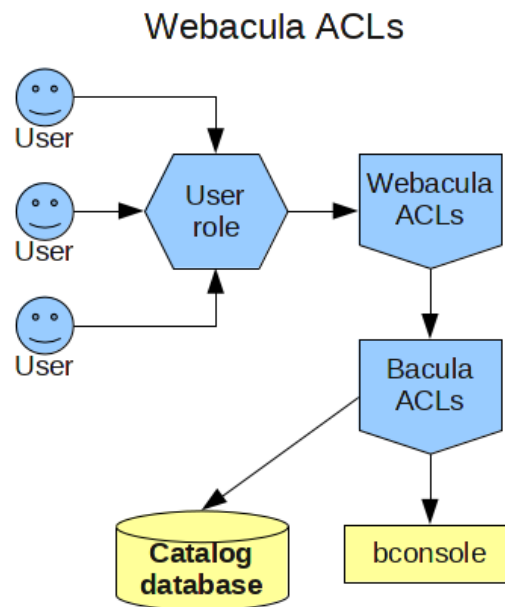 Webacula ACLs
User
User
role
Webacula
ACLs
User
User
Bacula
ACLs
Catalog
database
bconsole